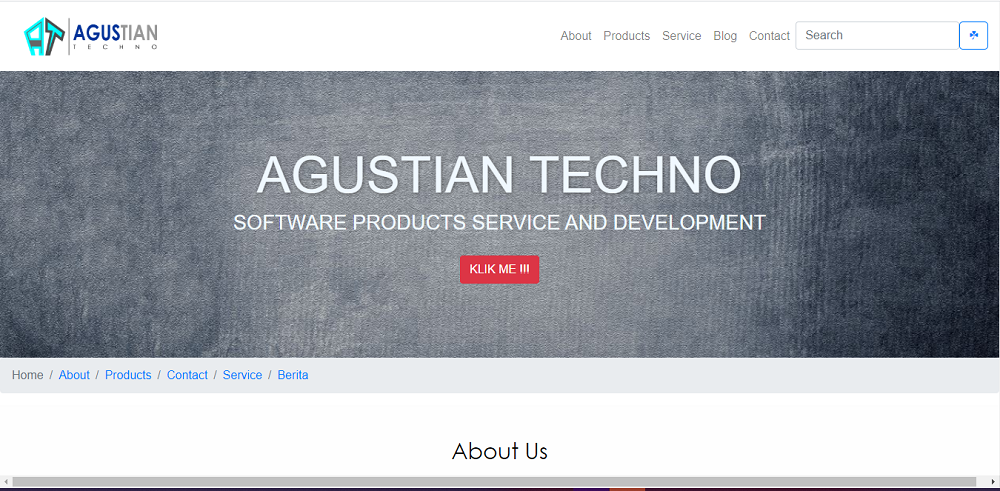 AGUSTIAN
TECHNO
About Products Service Blog Contact Search
AGUSTIAN TECHNO
SOFTWARE PRODUCTS SERVICE AND DEVELOPMENT
KLIK ME !!!
Home / About / Products / Contact / Service / Berita
About Us